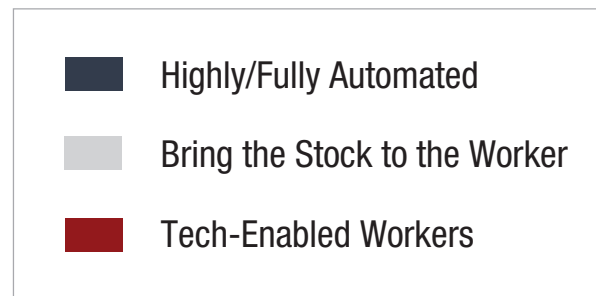 Highly/Fully Automated
Bring the Stock to the Worker
Tech-Enabled Workers